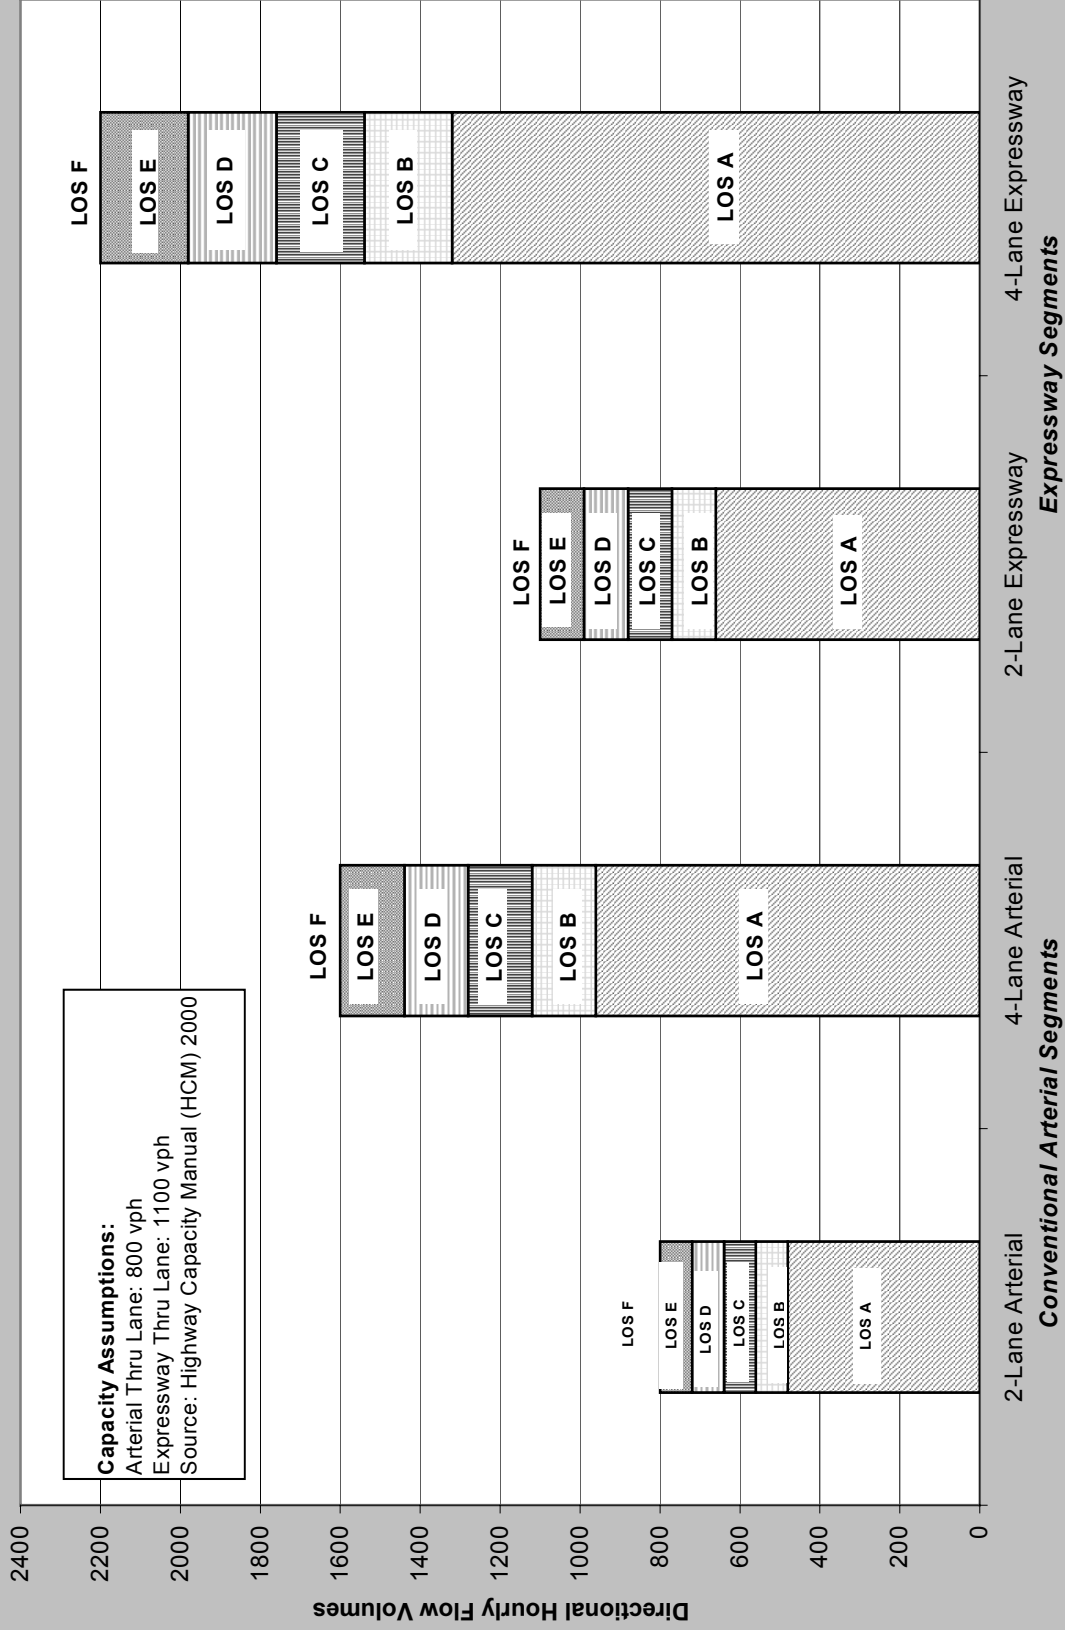 Capacity Assumptions:
Arterial Thru Lane: 800 vph
Expressway Thru Lane: 1100 vph
Source: Highway Capacity Manual (HCM) 2000
Directional Hourly Flow Volumes
2400
2200
2000
1800
1600
1400
1200
1000
800
600
400
200
0
LOS F
LOS E
LOS D
LOS C
LOS B
LOS A
LOS F
LOS E
LOS D
LOS C
LOS B
LOS A
LOS F
LOS E
LOS D
LOS C
LOS B
LOS A
LOS F
LOS E
LOS D
LOS C
LOS B
LOS A
2-Lane Arterial
4-Lane Arterial
2-Lane Expressway
4-Lane Expressway
Conventional Arterial Segments
Expressway Segments